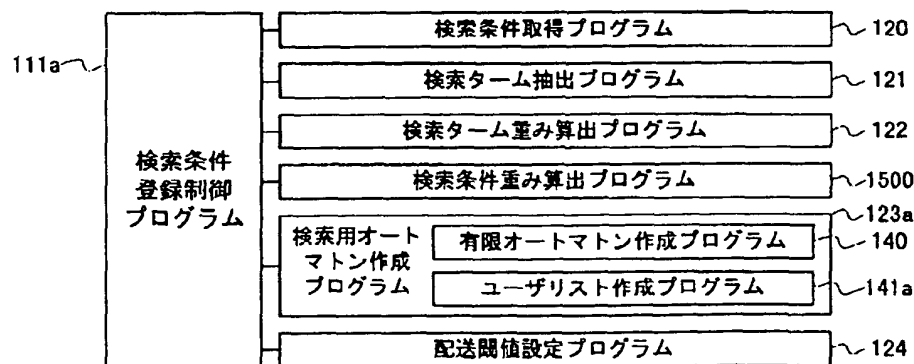 検索条件取得プログラム 120
111a
検索ターム抽出プログラム 121
検索ターム重み算出プログラム 122
検索条件
登録制御
プログラム
検索条件重み算出プログラム 1500
123a
検索用オート
マトン作成
プログラム
有限オートマトン作成プログラム 140
ユーザリスト作成プログラム 141a
配送閾値設定プログラム 124